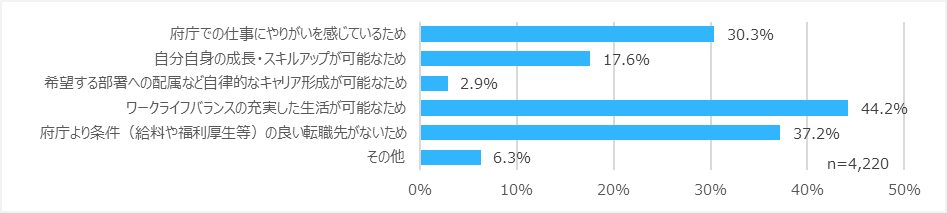 府庁での仕事にやりがいを感じているため
30.3%
自分自身の成長・スキルアップが可能なため
17.6%
希望する部署への配属など自律的なキャリア形成が可能なため
2.9%
ワークライフバランスの充実した生活が可能なため
44.2%
府庁より条件（給料や福利厚生等）の良い転職先がないため
37.2%
その他
6.3%
n=4,220
0% 10% 20% 30% 40% 50%